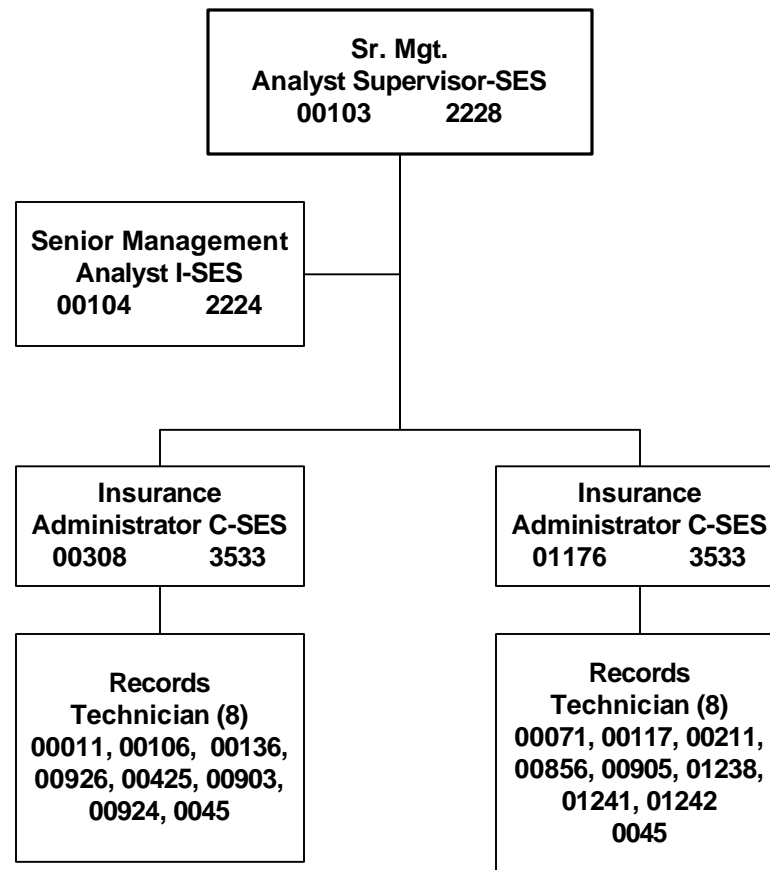 Sr. Mgt.
Analyst Supervisor-SES
00103 2228
Senior Management
Analyst I-SES
00104 2224
Insurance
Administrator C-SES
00308 3533
Insurance
Administrator C-SES
01176 3533
Records
Technician (8)
00011, 00106, 00136,
00926, 00425, 00903,
00924, 0045
Records
Technician (8)
00071, 00117, 00211,
00856, 00905, 01238,
01241, 01242
0045